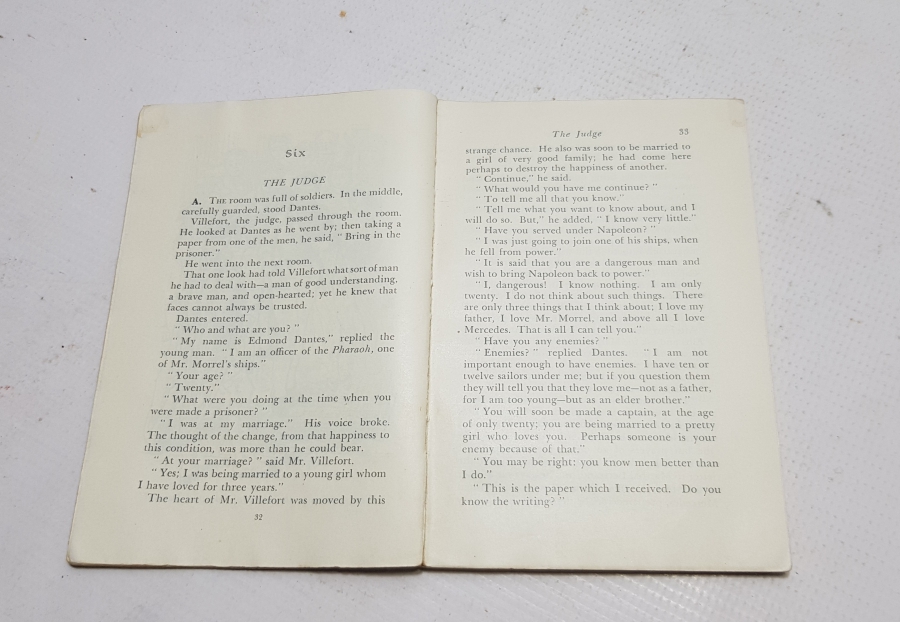 Six
THE JUDGE
A. THE room was full of soldiers. In the middle,
carefully guarded, stood Dantes.
Villefort, the judge, passed through the room.
He looked at Dantes as he went by; then taking a
paper from one of the men, he said, “ Bring in the
prisoner.”
He went into the next room.
That one look had told Villefort what sort of man
he had to deal with—a man of good understanding,
a brave man, and open-hearted; yet he knew that
faces cannot always be trusted.
Dantes entered.
“ Who and what are you? ”
“ My name is Edmond Dantes,” replied the
young man. “ I am an officer of the Pharaoh, one
of Mr. Morrel's ships.”
“ Your age? ”
“ Twenty.”
“ What were you doing at the time when you
were made a prisoner? ”
“ I was at my marriage.” His voice broke.
The thought of the change, from that happiness to
this condition, was more than he could bear.
“ At your marriage? ” said Mr. Villefort.
“ Yes; I was being married to a young girl whom
I have loved for three years.”
The heart of Mr. Villefort was moved by this
32
The Judge 33
strange chance. He also was soon to be married to
a girl of very good family; he had come here
perhaps to destroy the happiness of another.
“ Continue,” he said.
“ What would you have me continue? ”
“ To tell me all that you know.”
“ Tell me what you want to know about, and I
will do so. But,” he added, “ I know very little.”
“ Have you served under Napoleon? ”
“ I was just going to join one of his ships, when
he fell from power.”
“ It is said that you are a dangerous man and
wish to bring Napoleon back to power.”
“ I, dangerous! I know nothing. I am only
twenty. I do not think about such things. There
are only three things that I think about; I love my
father, I love Mr. Morrel, and above all I love
Mercedes. That is all I can tell you.”
“ Have you any enemies? ”
“ Enemies? ” replied Dantes. “ I am not
important enough to have enemies. I have ten or
twelve sailors under me; but if you question them
they will tell you that they love me—not as a father,
for I am too young—but as an elder brother.”
“ You will soon be made a captain, at the age
of only twenty; you are being married to a pretty
girl who loves you. Perhaps someone is your
enemy because of that.”
“ You may be right; you know men better than
I do.”
“ This is the paper which I received. Do you
know the writing? ”